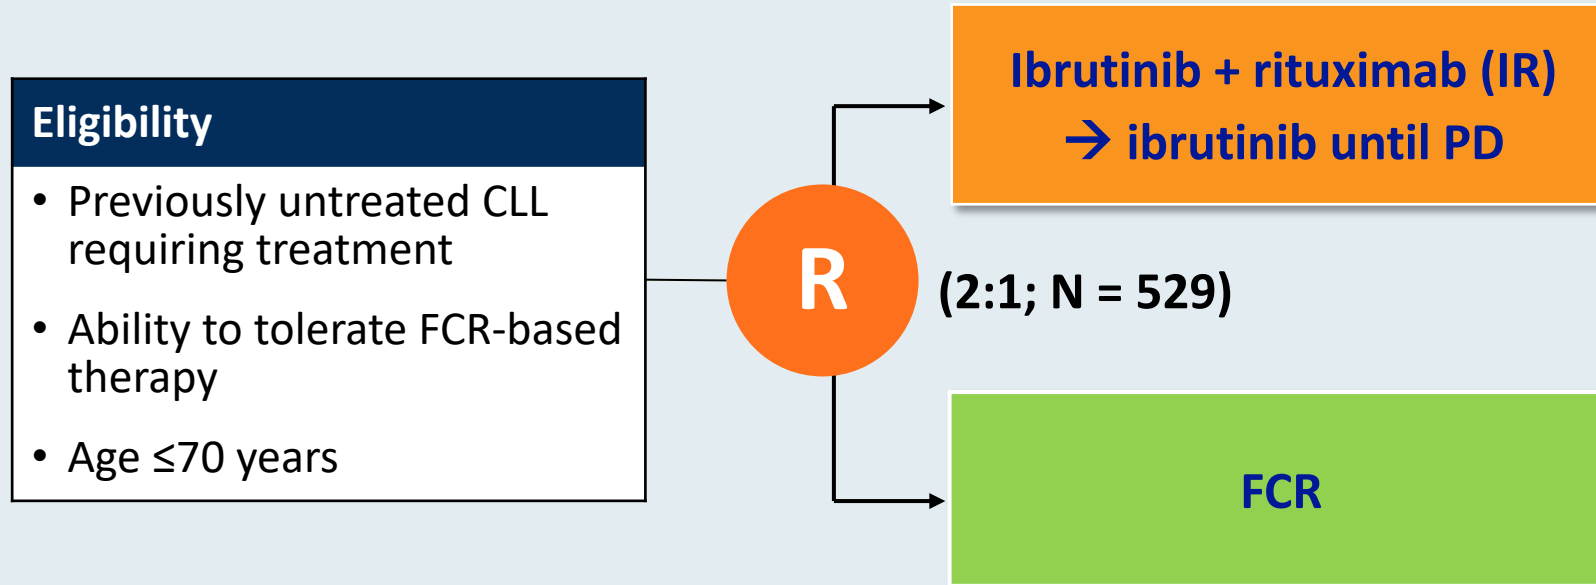 Eligibility
• Previously untreated CLL
requiring treatment
• Ability to tolerate FCR-based
therapy
• Age ≤70 years
R
(2:1; N = 529)
Ibrutinib + rituximab (IR)
→ ibrutinib until PD
FCR